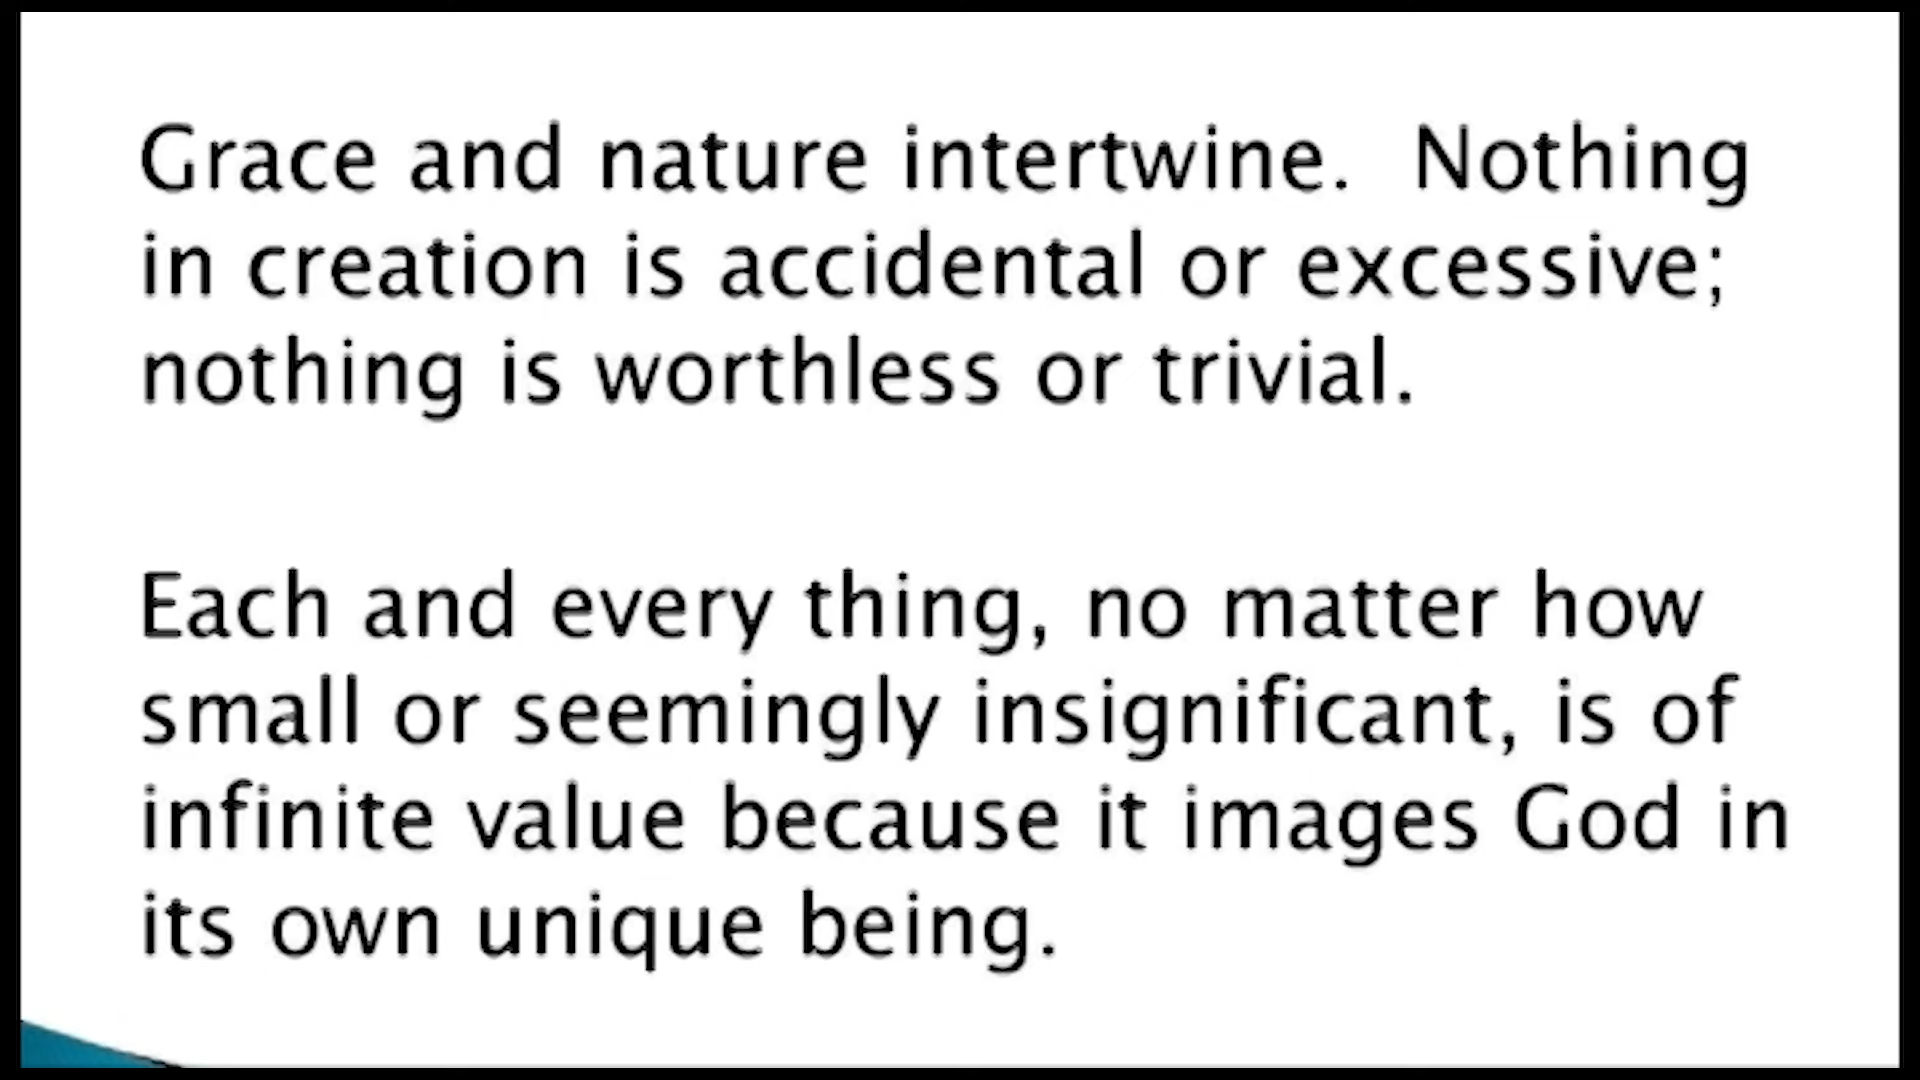 Grace and nature intertwine.  Nothing
in creation is accidental or excessive;
nothing is worthless or trivial.
Each and every thing, no matter how
small or seemingly insignificant, is of
infinite value because it images God in
its own unique being.